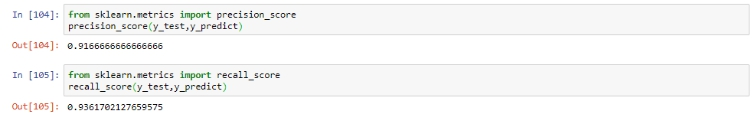 In [104]: from sklearn.metrics import precision_score
precision_score(y_test,y_predict)
Out[104]: 0.9166666666666666
In [105]: from sklearn.metrics import recall_score
recall_score(y_test,y_predict)
Out[105]: 0.9361702127659575